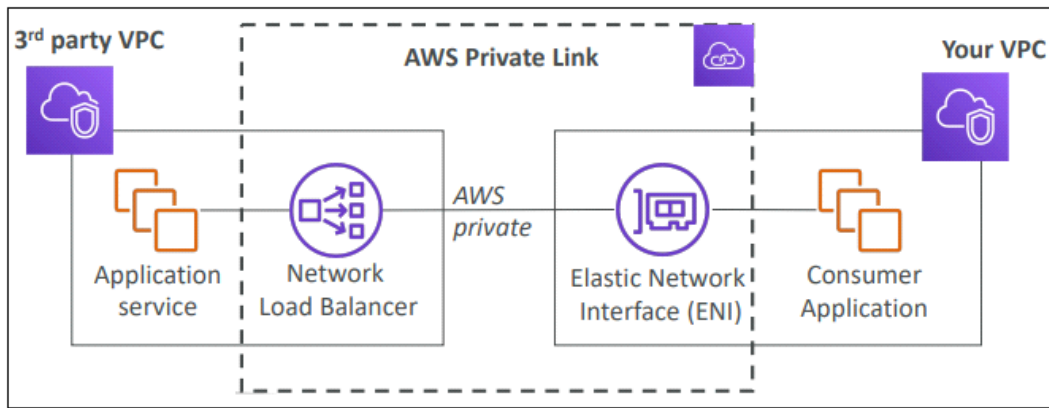 3rd party VPC
AWS Private Link
Your VPC
AWS
private
Application
service
Network
Load Balancer
Elastic Network
Interface (ENI)
Consumer
Application